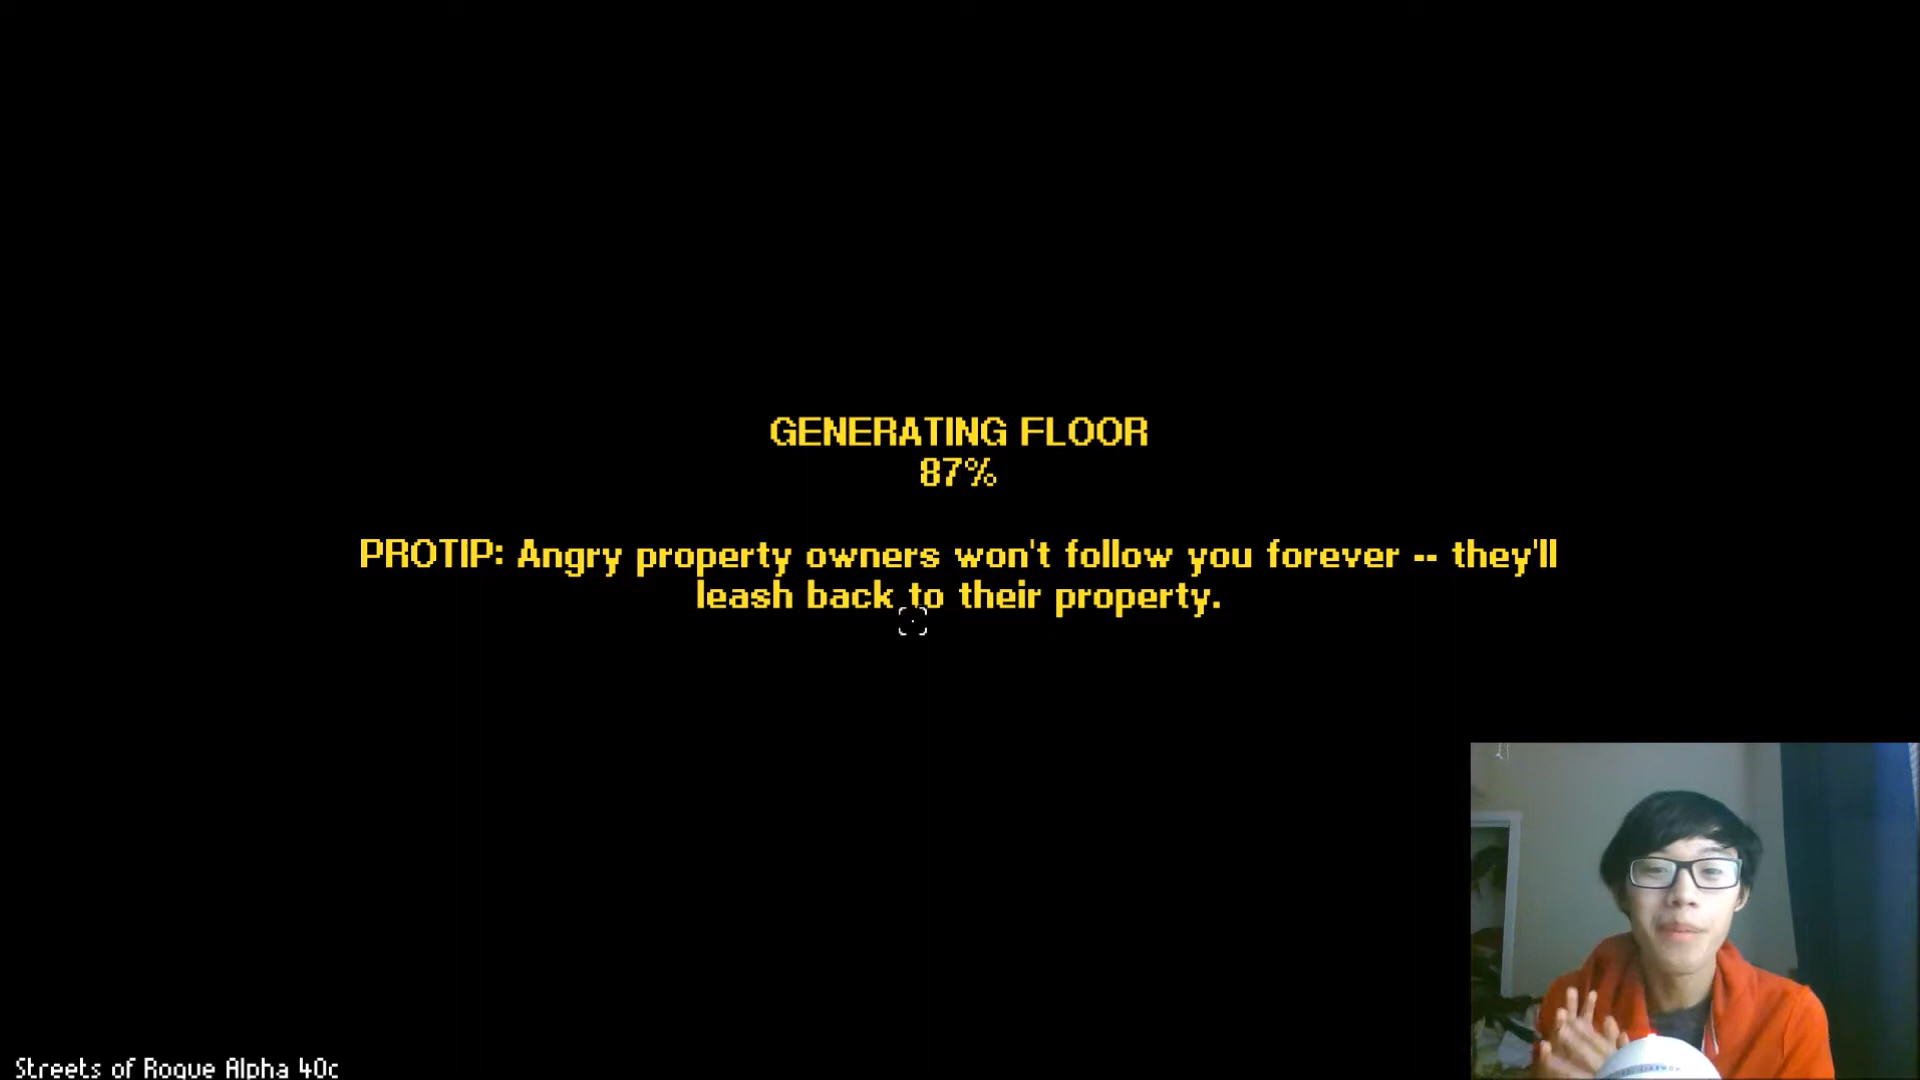 GENERATING FLOOR
87%
PROTIP: Angry property owners won't follow you forever -- they'll
leash back to their property.
Streets of Rogue Alpha 40c